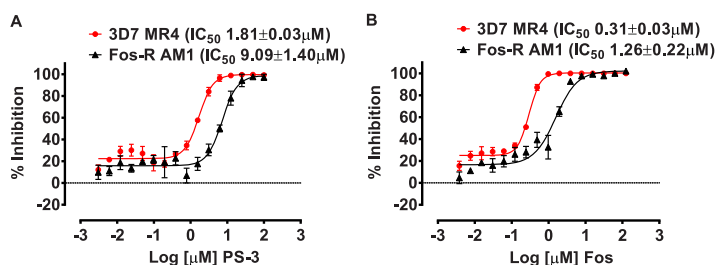 A
3D7 MR4 (IC50 1.81±0.03µM)
Fos-R AM1 (IC50 9.09±1.40µM)
% Inhibition
100
80
60
40
20
0
-20
-3 -2 -1 0 1 2 3
Log [µM] PS-3
B
3D7 MR4 (IC50 0.31±0.03µM)
Fos-R AM1 (IC50 1.26±0.22µM)
% Inhibition
100
80
60
40
20
0
-20
-3 -2 -1 0 1 2 3
Log [µM] Fos